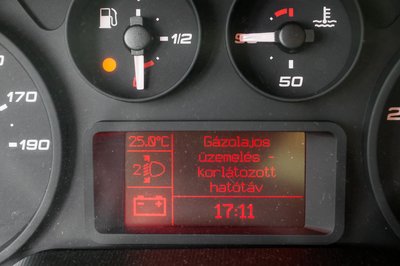 1/2
50
170
190
25.0°C
Gázolajos
üzemelés -
korlátozott
hatótáv
2
17:11